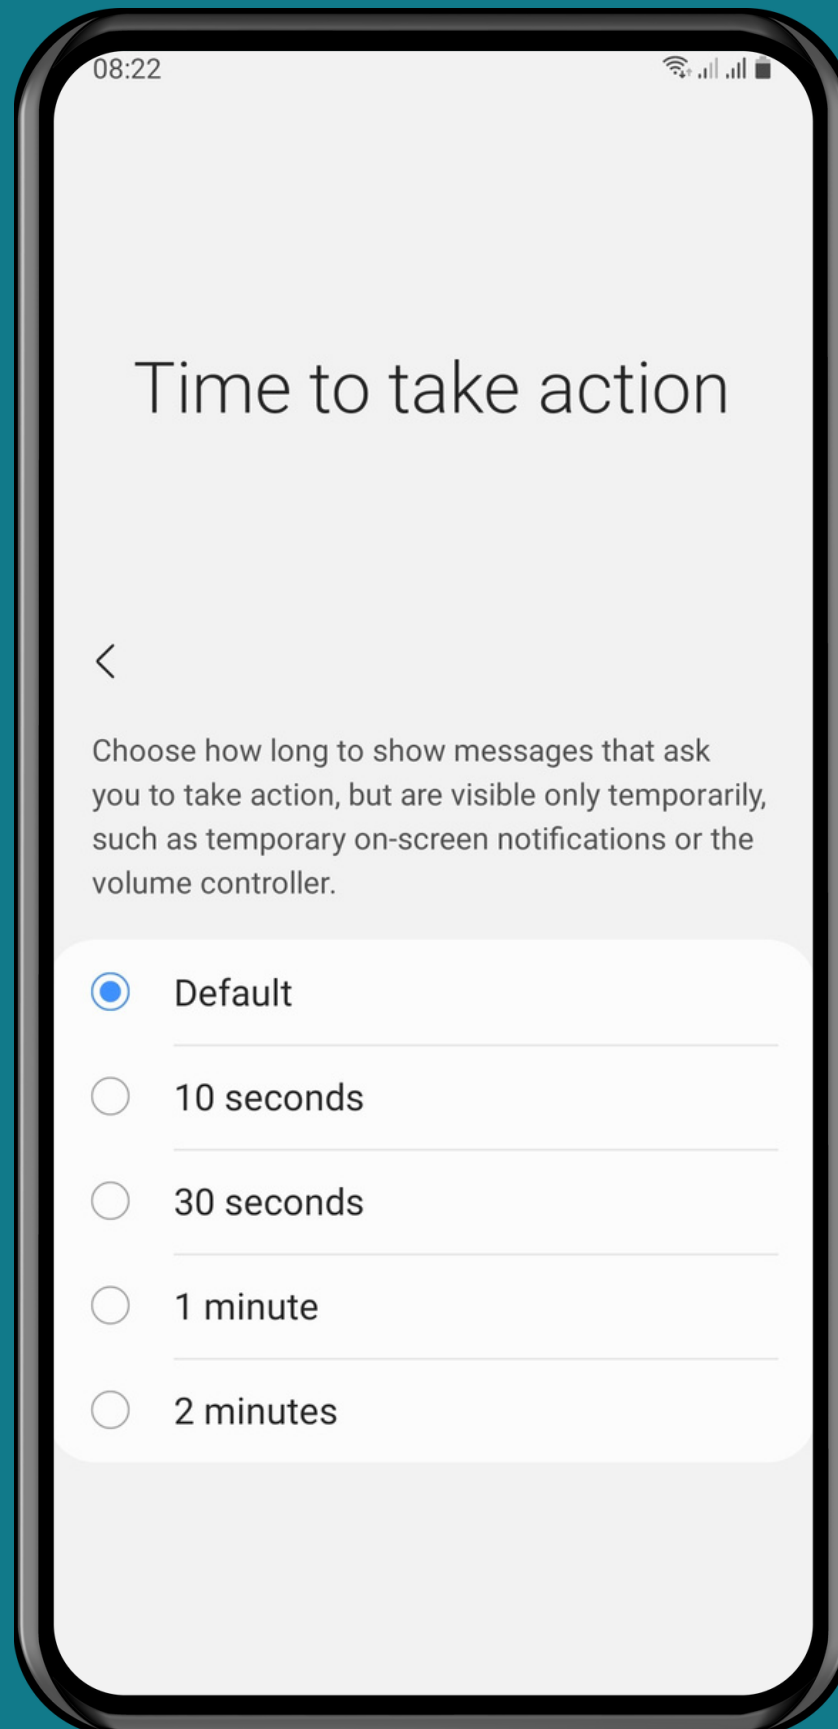 08:22
Time to take action
Choose how long to show messages that ask
you to take action, but are visible only temporarily,
such as temporary on-screen notifications or the
volume controller.
Default
10 seconds
30 seconds
1 minute
2 minutes